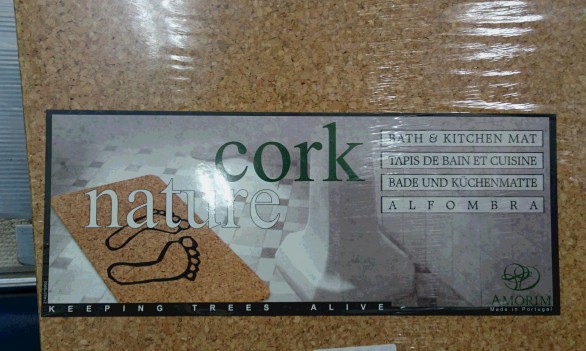 cork
nature
BATH & KITCHEN MAT
TAPIS DE BAIN ET CUISINE
BADE UND KÜCHENMATTE
ALFOMBRA
KEEPING TREES ALIVE
AMORIM
Made in Portugal